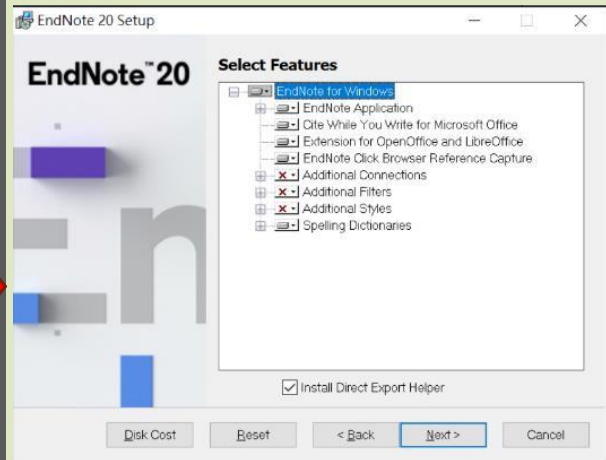 EndNote 20 Setup
EndNote™20
Select Features
EndNote for Windows
EndNote Application
Cite While You Write for Microsoft Office
Extension for OpenOffice and LibreOffice
EndNote Click Browser Reference Capture
Additional Connections
Additional Filters
Additional Styles
Spelling Dictionaries
Install Direct Export Helper
Disk Cost Reset < Back Next > Cancel
En